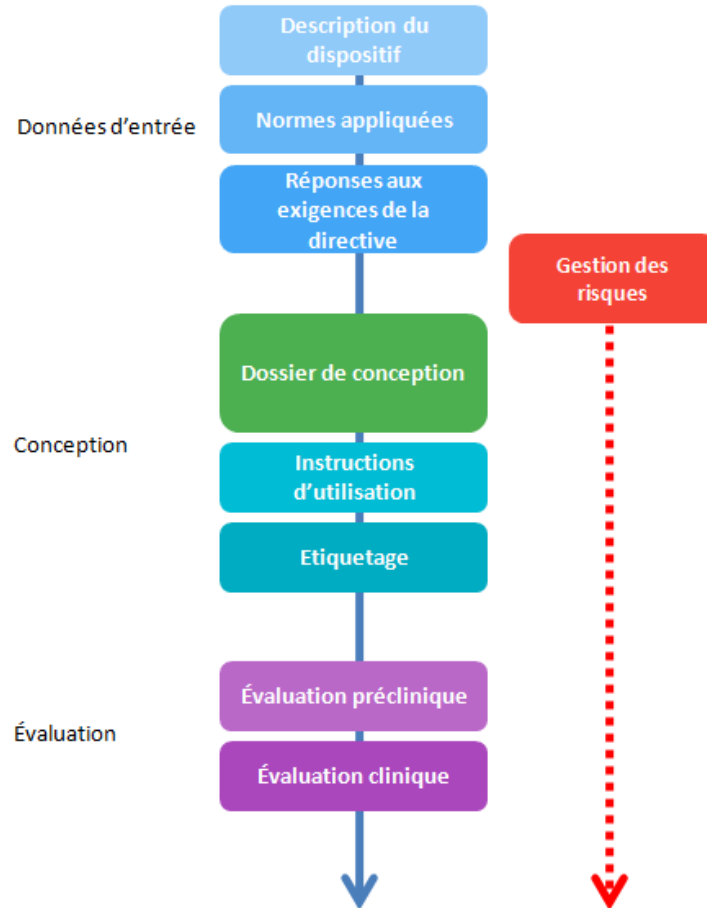 Description du
dispositif
Données d'entrée
Normes appliquées
Réponses aux
exigences de la
directive
Gestion des
risques
Dossier de conception
Conception
Instructions
d'utilisation
Etiquetage
Évaluation préclinique
Évaluation
Évaluation clinique